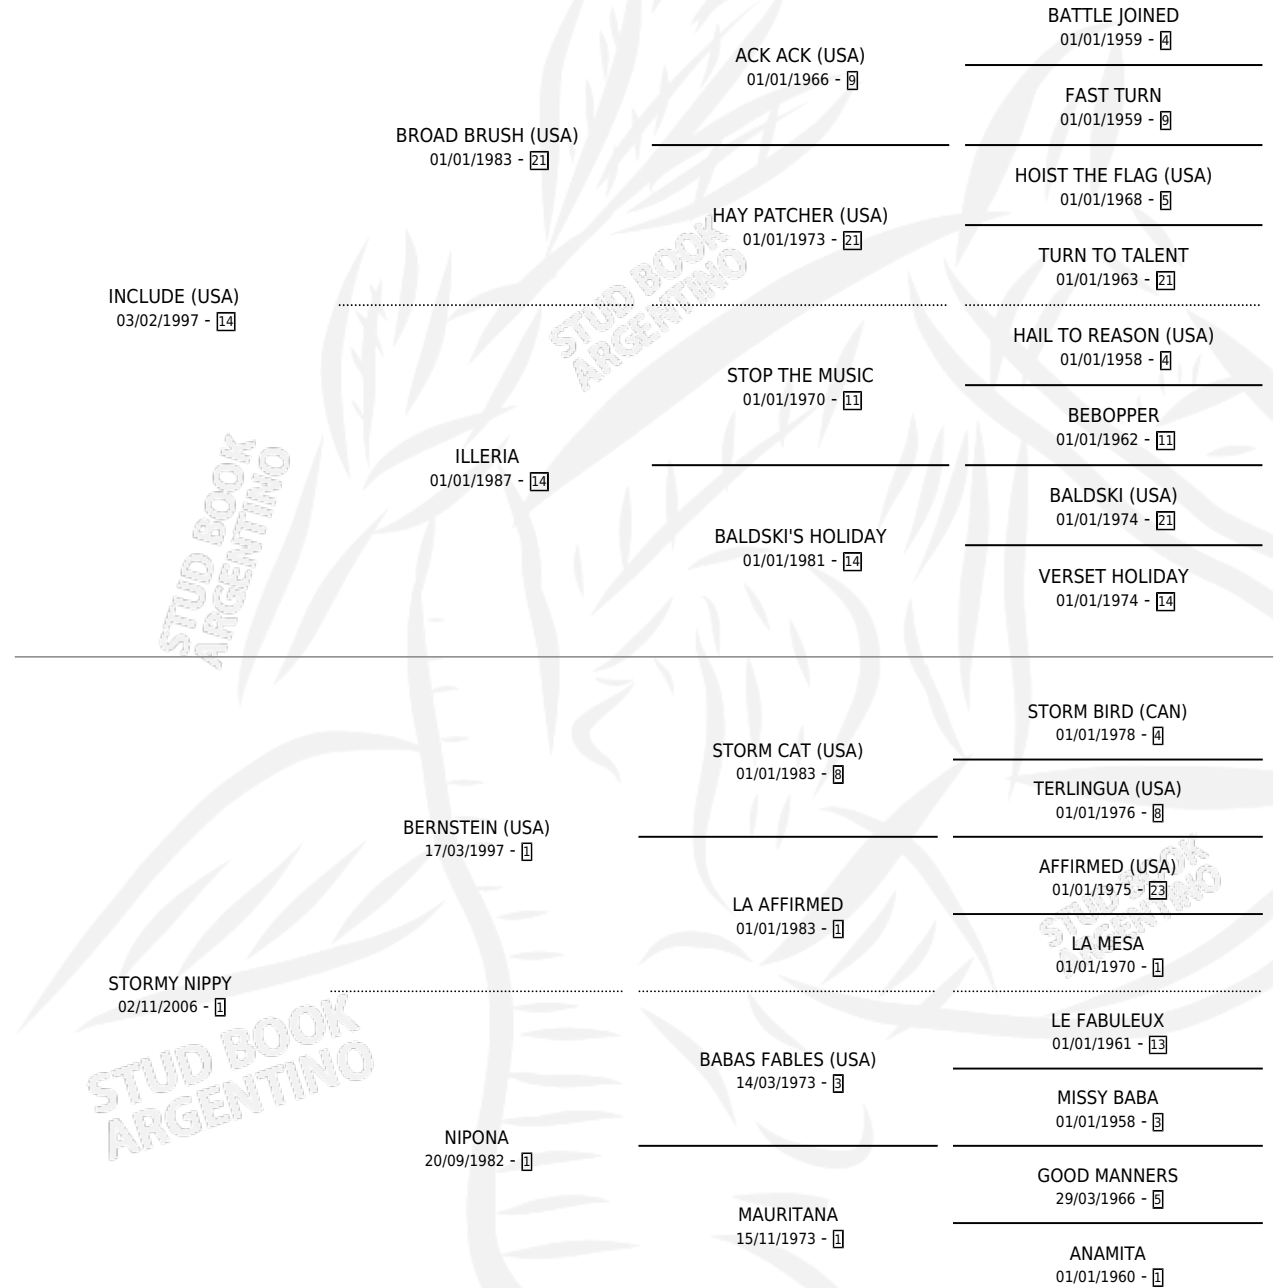 BATTLE JOINED
01/01/1959 - 4
ACK ACK (USA)
01/01/1966 - 9
FAST TURN
01/01/1959 - 9
BROAD BRUSH (USA)
01/01/1983 - 21
HOIST THE FLAG (USA)
01/01/1968 - 5
HAY PATCHER (USA)
01/01/1973 - 21
TURN TO TALENT
01/01/1963 - 21
INCLUDE (USA)
03/02/1997 - 14
STUD BOOK
ARGENTINO
HAIL TO REASON (USA)
01/01/1958 - 4
STOP THE MUSIC
01/01/1970 - 11
BEBOPPER
01/01/1962 - 11
ILLERIA
01/01/1987 - 14
BALDSKI (USA)
01/01/1974 - 21
BALDSKI'S HOLIDAY
01/01/1981 - 14
VERSET HOLIDAY
01/01/1974 - 14
STUD BOOK
ARGENTINO
STORM BIRD (CAN)
01/01/1978 - 4
STORM CAT (USA)
01/01/1983 - 8
TERLINGUA (USA)
01/01/1976 - 8
BERNSTEIN (USA)
17/03/1997 - 1
AFFIRMED (USA)
01/01/1975 - 23
LA AFFIRMED
01/01/1983 - 1
LA MESA
01/01/1970 - 1
STUD BOOK
ARGENTINO
STORMY NIPPY
02/11/2006 - 1
LE FABULEUX
01/01/1961 - 13
BABAS FABLES (USA)
14/03/1973 - 3
MISSY BABA
01/01/1958 - 3
STUD BOOK
ARGENTINO
NIPONA
20/09/1982 - 1
GOOD MANNERS
29/03/1966 - 5
MAURITANA
15/11/1973 - 1
ANAMITA
01/01/1960 - 1